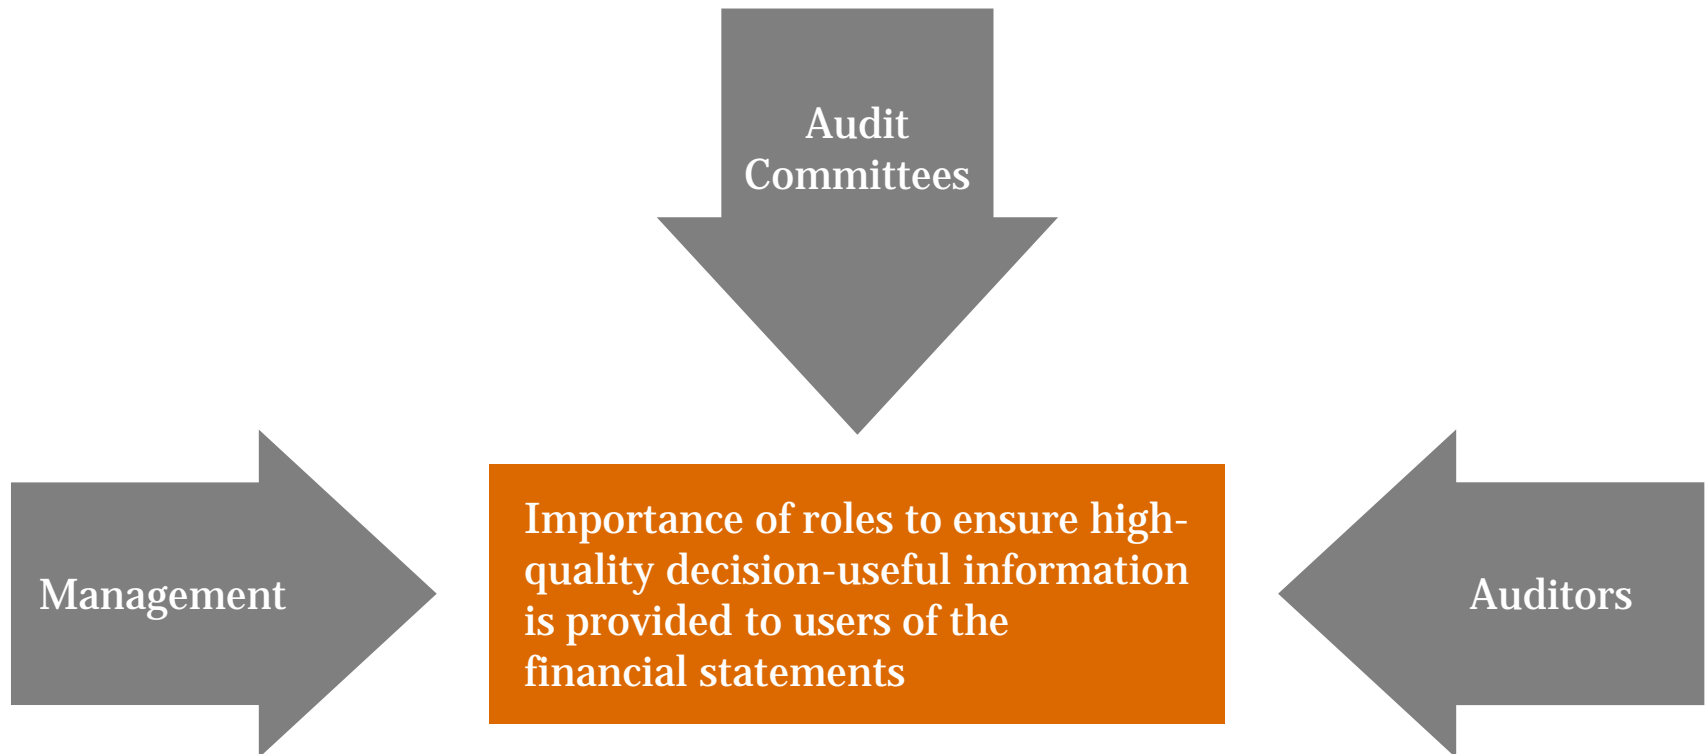 Audit
Committees
Importance of roles to ensure high-
quality decision-useful information
is provided to users of the
financial statements
Management
Auditors